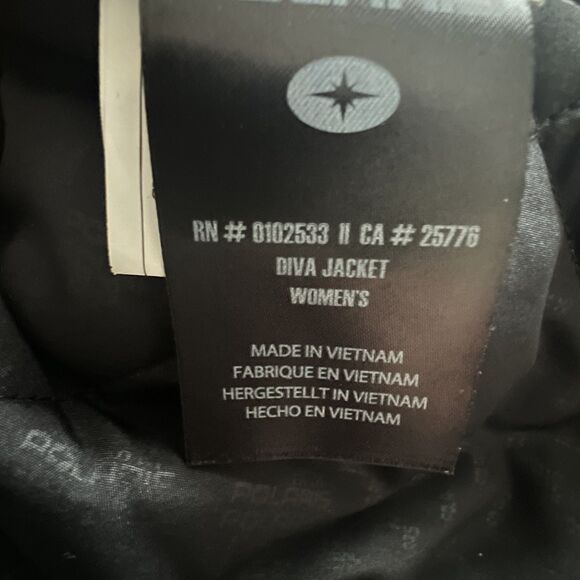 RN # 0102533 II CA # 25776
DIVA JACKET
WOMEN'S
MADE IN VIETNAM
FABRIQUE EN VIETNAM
HERGESTELLT IN VIETNAM
HECHO EN VIETNAM
POLARIS
POLARIS